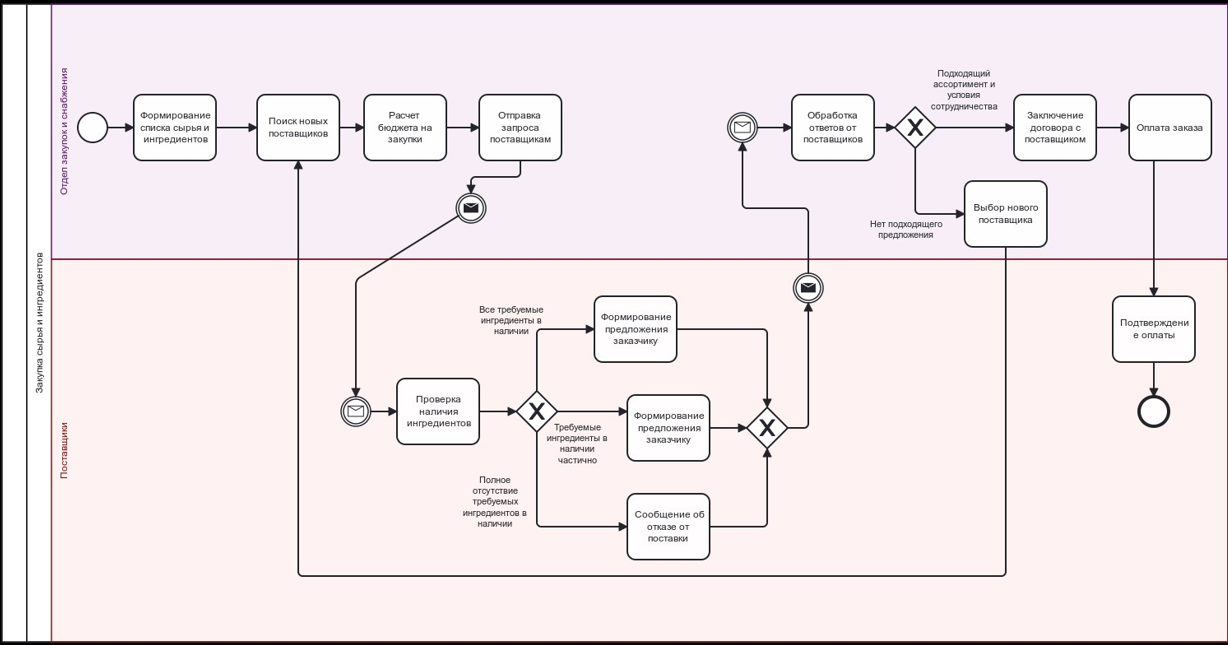 Закупка сырья и ингредиентов
Отдел закупок и снабжения
Формирование
списка сырья и
ингредиентов
Поиск новых
поставщиков
Расчет
бюджета на
закупки
Отправка
запроса
поставщикам
Обработка
ответов от
поставщиков
Подходящий
ассортимент и
условия
сотрудничества
Заключение
договора с
поставщиком
Оплата заказа
Нет подходящего
предложения
Выбор нового
поставщика
Поставщики
Проверка
наличия
ингредиентов
Все требуемые
ингредиенты в
наличии
Формирование
предложения
заказчику
Требуемые
ингредиенты в
наличии
частично
Формирование
предложения
заказчику
Полное
отсутствие
требуемых
ингредиентов в
наличии
Сообщение об
отказе от
поставки
Подтверждени
е оплаты